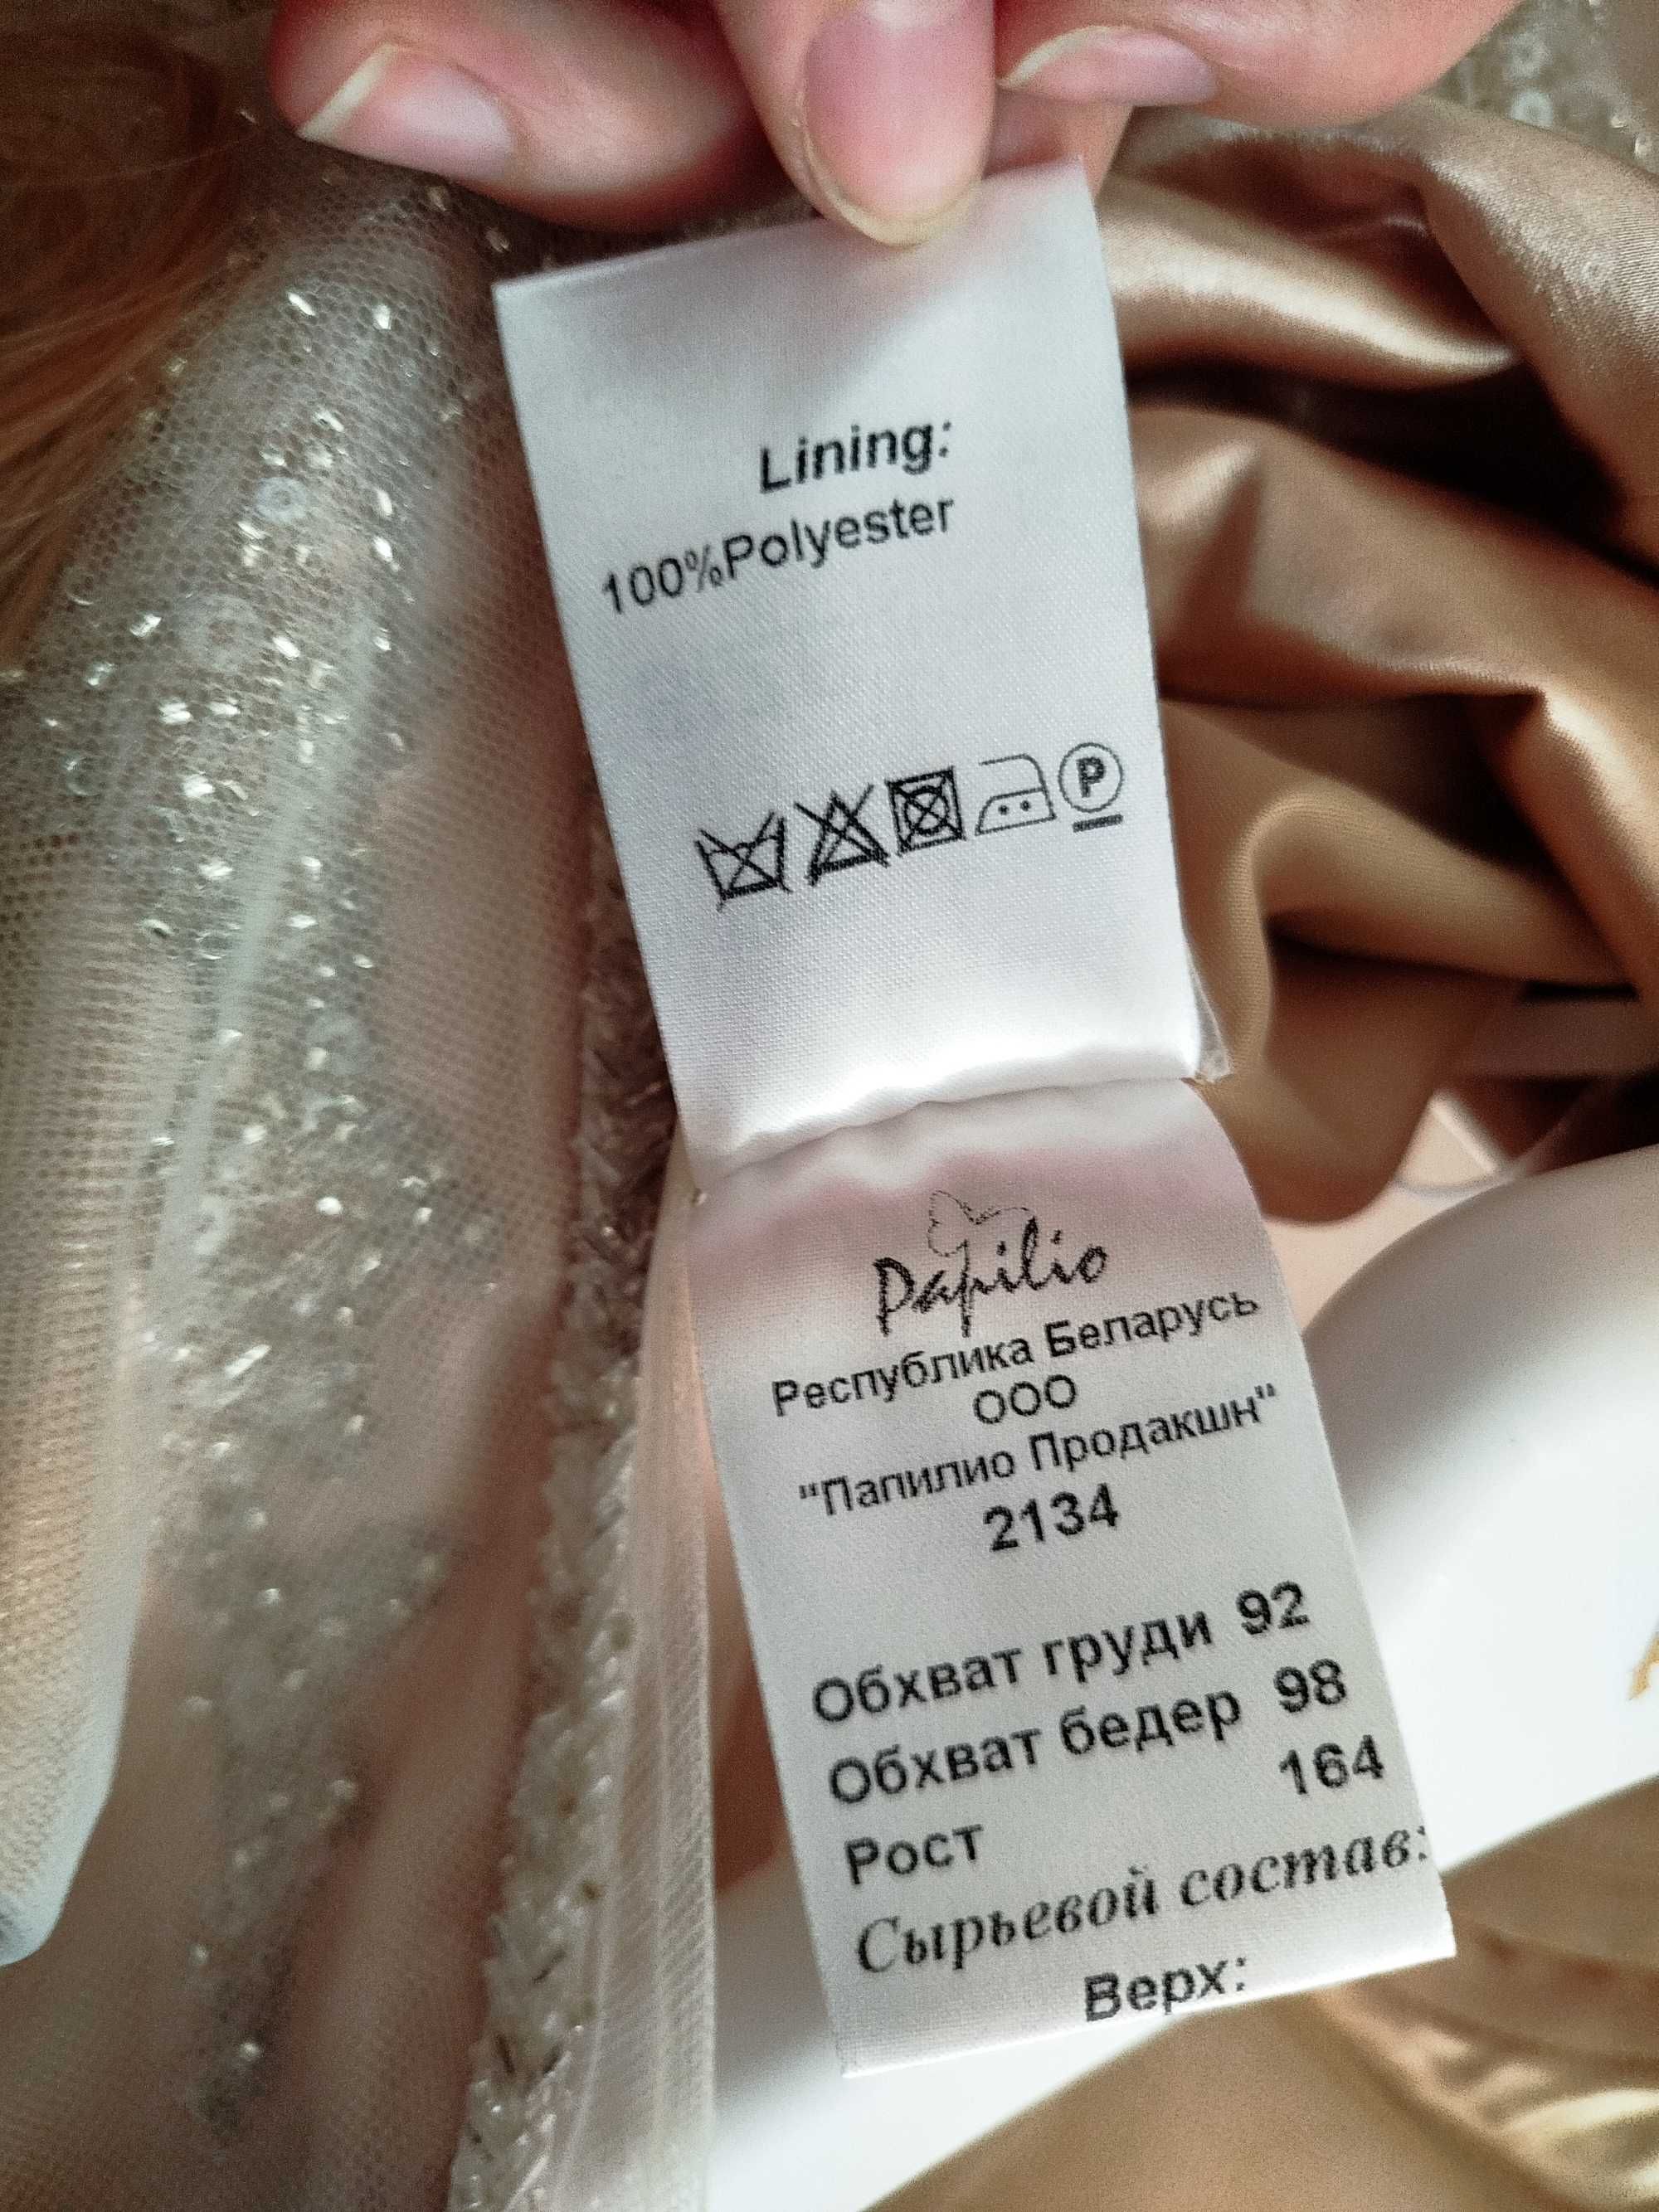 Lining:
100%Polyester
P
Papilio
Республика Беларусь
ООО
"Папилио Продакшн"
2134
Обхват груди 92
Обхват бедер 98
Рост 164
Сырьевой состав:
Верх: